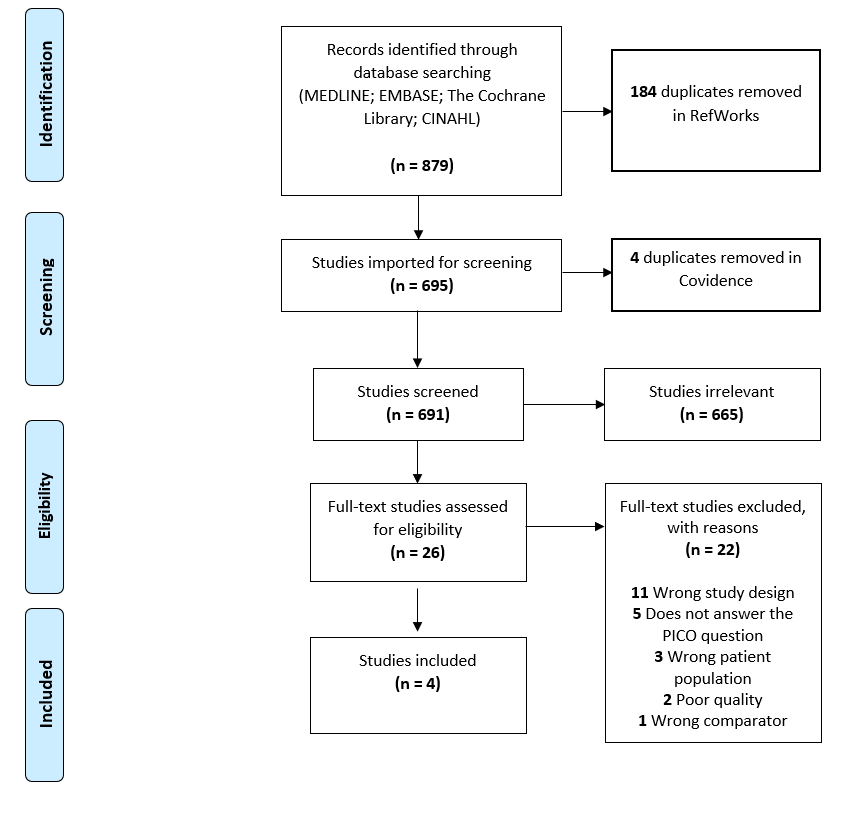 Identification
Records identified through
database searching
(MEDLINE; EMBASE; The Cochrane
Library; CINAHL)
(n = 879)
184 duplicates removed
in RefWorks
Screening
Studies imported for screening
(n = 695)
4 duplicates removed in
Covidence
Studies screened
(n = 691)
Studies irrelevant
(n = 665)
Eligibility
Full-text studies assessed
for eligibility
(n = 26)
Full-text studies excluded,
with reasons
(n = 22)
11 Wrong study design
5 Does not answer the
PICO question
3 Wrong patient
population
2 Poor quality
1 Wrong comparator
Included
Studies included
(n = 4)